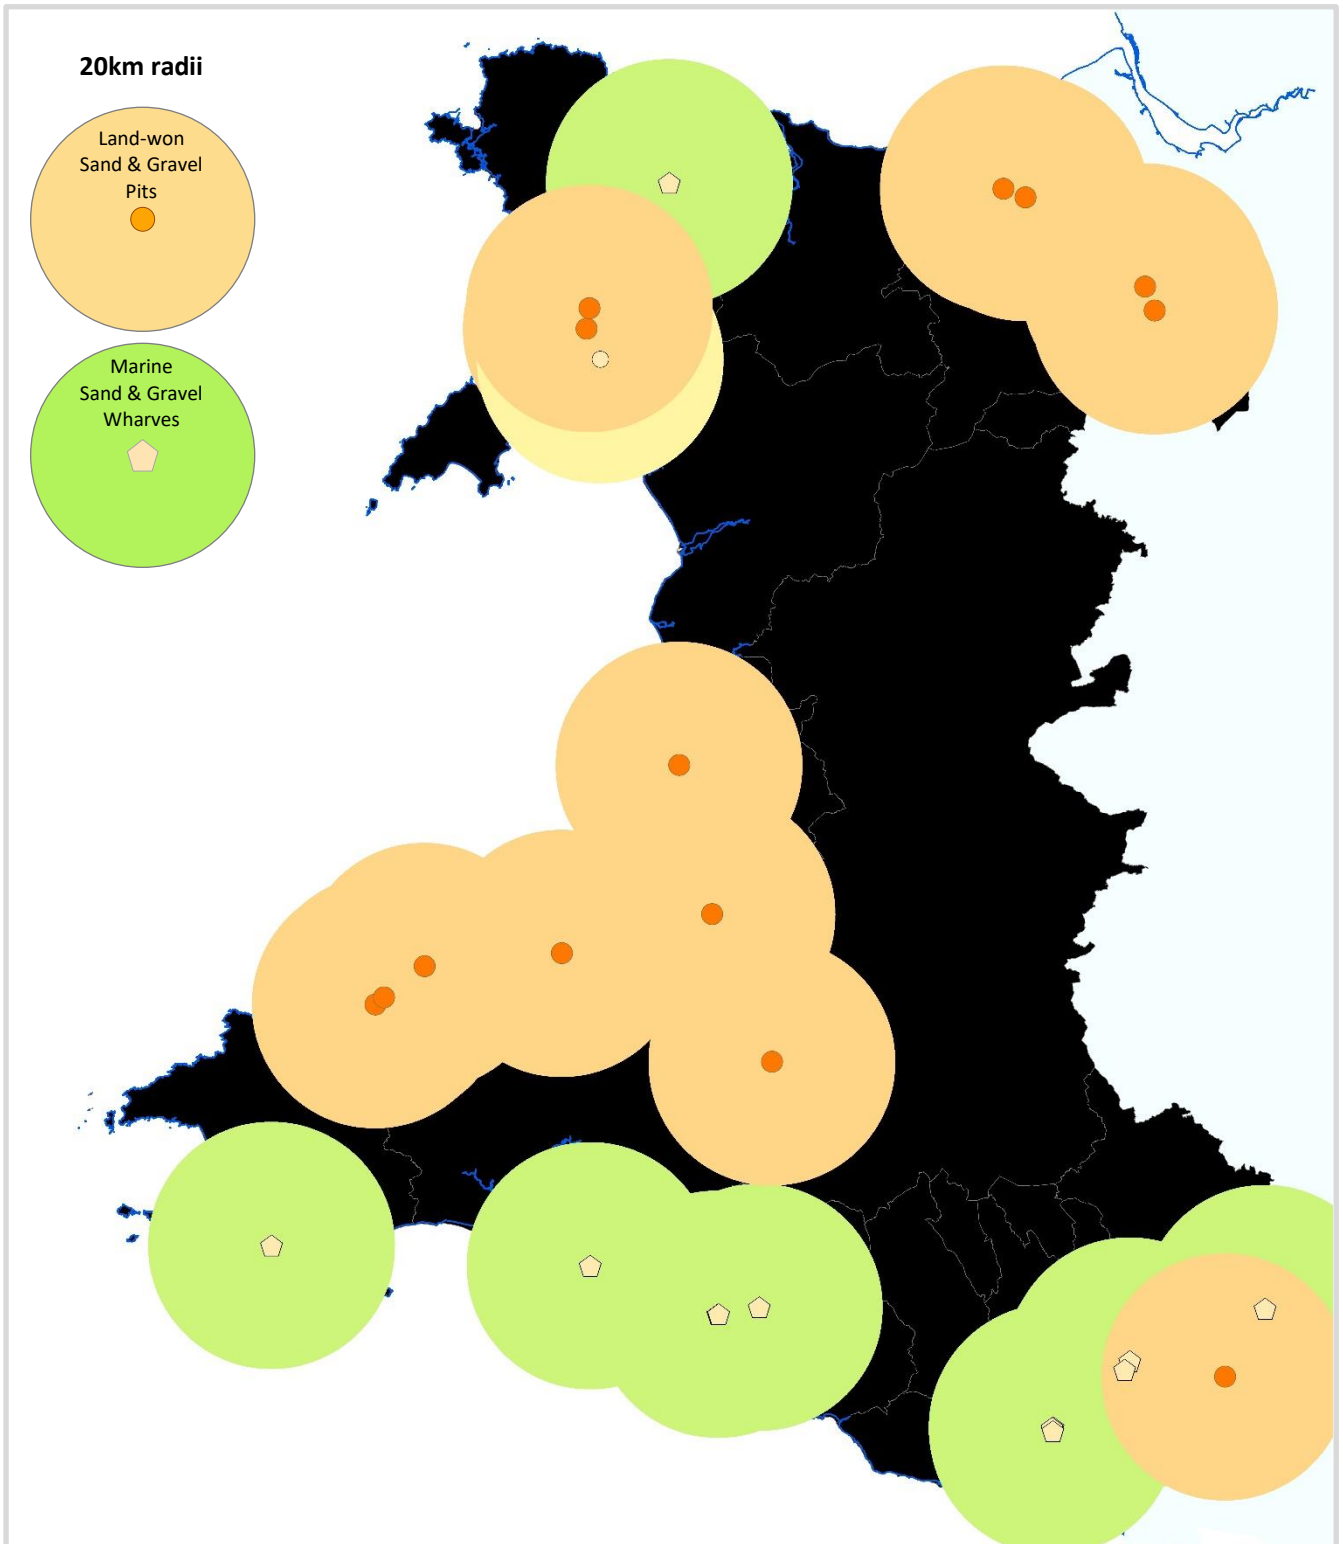 20km radii
Land-won
Sand & Gravel
Pits
Marine
Sand & Gravel
Wharves